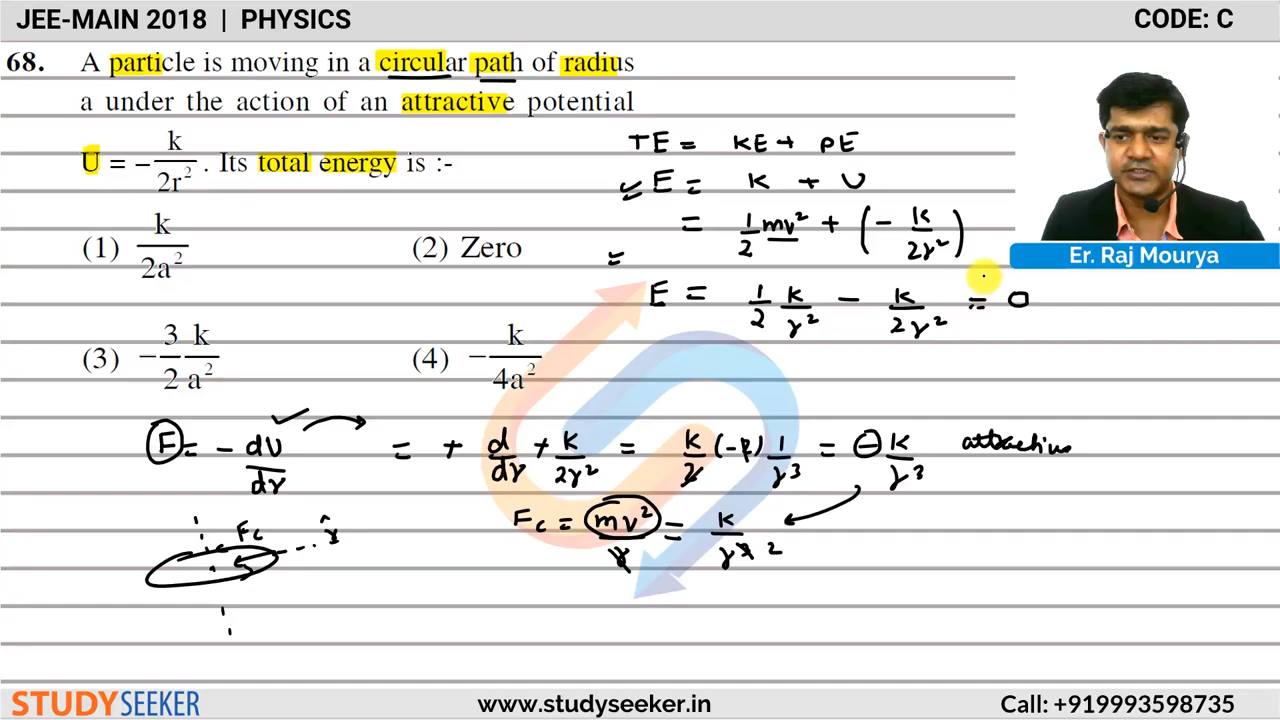 JEE-MAIN 2018 | PHYSICS
CODE: C
68. A particle is moving in a circular path of radius
a under the action of an attractive potential
U = − k/2r² . Its total energy is :-
(1) k/2a²
(2) Zero
(3) − 3/2 k/a²
(4) − k/4a²
TE = KE + PE
E = K + U
= 1/2 mv² + (− k/2r²)
=
E = 1/2 k/r² − k/2r² = 0
Er. Raj Mourya
F = − dU/dr = + d/dr + k/2r² = k/2 (−2) 1/r³ = − k/r³ attractive
Fc = mv²/r = k/r³ 2
Fc r̂
STUDYSEEKER
www.studyseeker.in
Call: +919993598735